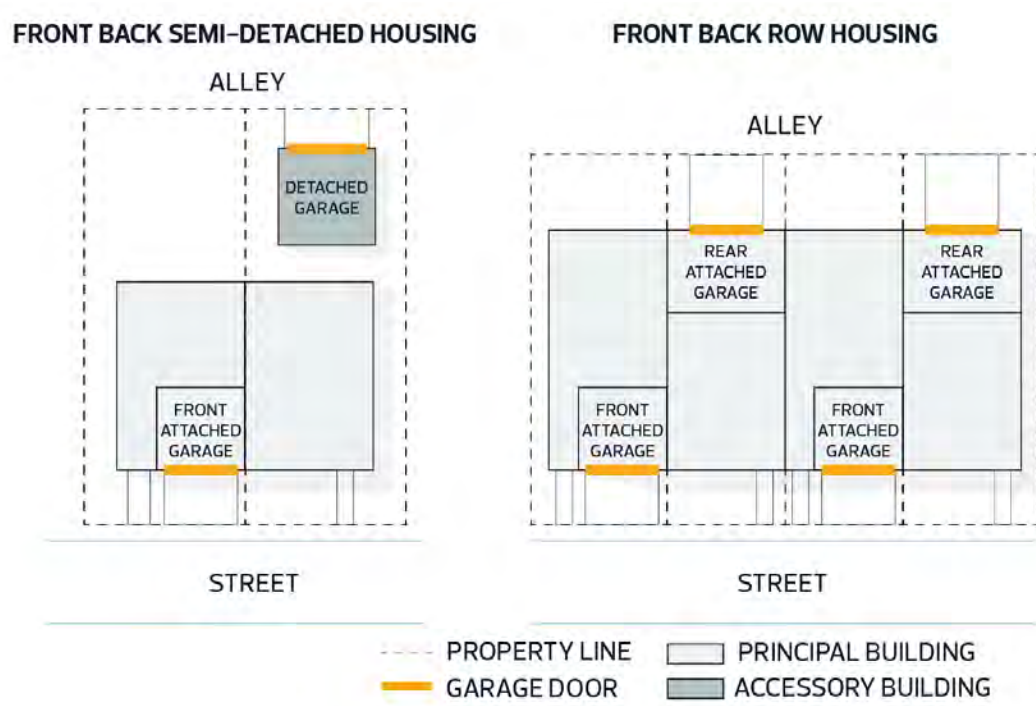 FRONT BACK SEMI-DETACHED HOUSING
ALLEY
DETACHED
GARAGE
FRONT
ATTACHED
GARAGE
STREET
FRONT BACK ROW HOUSING
ALLEY
REAR
ATTACHED
GARAGE
REAR
ATTACHED
GARAGE
FRONT
ATTACHED
GARAGE
FRONT
ATTACHED
GARAGE
STREET
PROPERTY LINE
GARAGE DOOR
PRINCIPAL BUILDING
ACCESSORY BUILDING